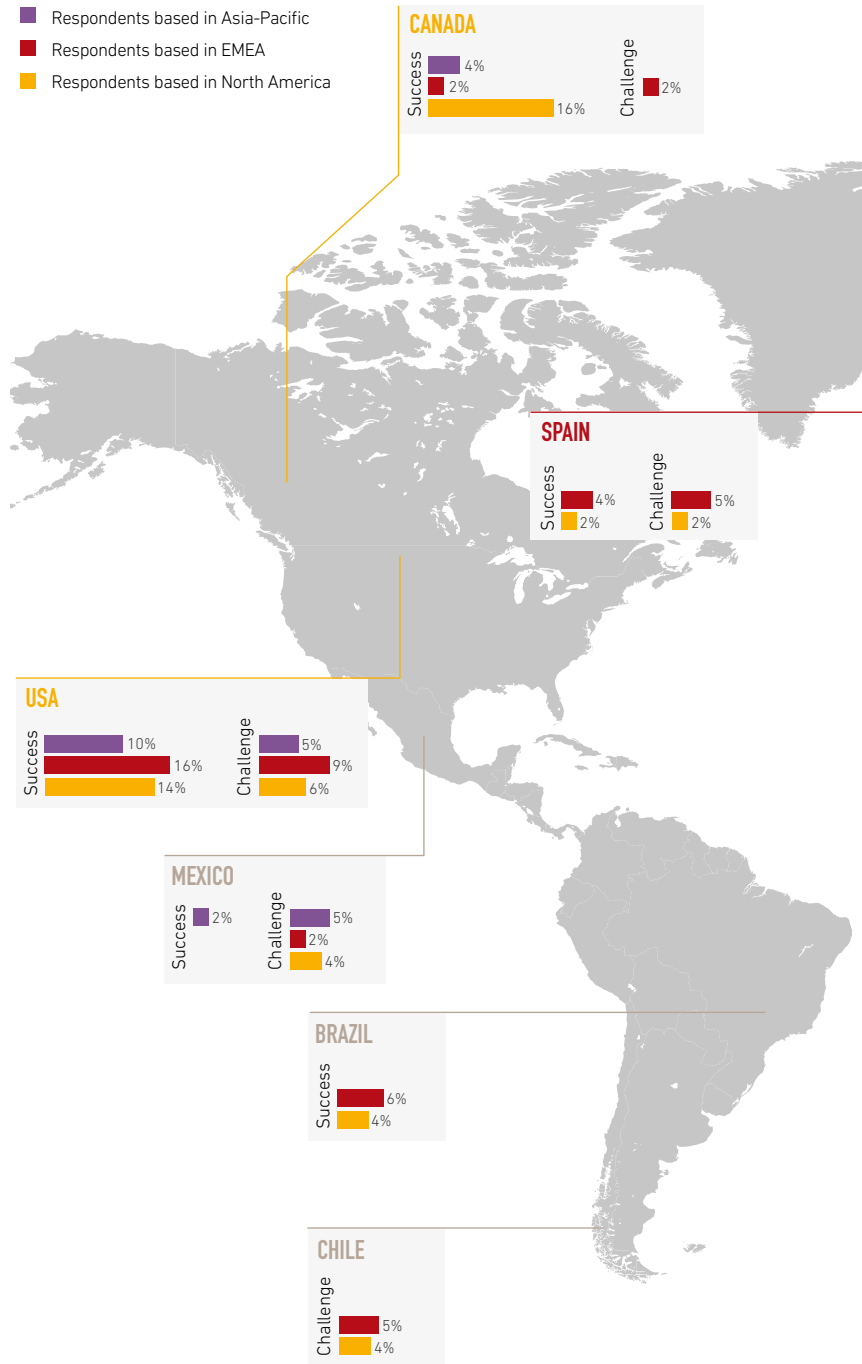 Respondents based in Asia-Pacific
Respondents based in EMEA
Respondents based in North America
CANADA
Success
4%
2%
16%
Challenge
2%
SPAIN
Success
4%
2%
Challenge
5%
2%
USA
Success
10%
16%
14%
Challenge
5%
9%
6%
MEXICO
Success
2%
Challenge
5%
2%
4%
BRAZIL
Success
6%
4%
CHILE
Challenge
5%
4%